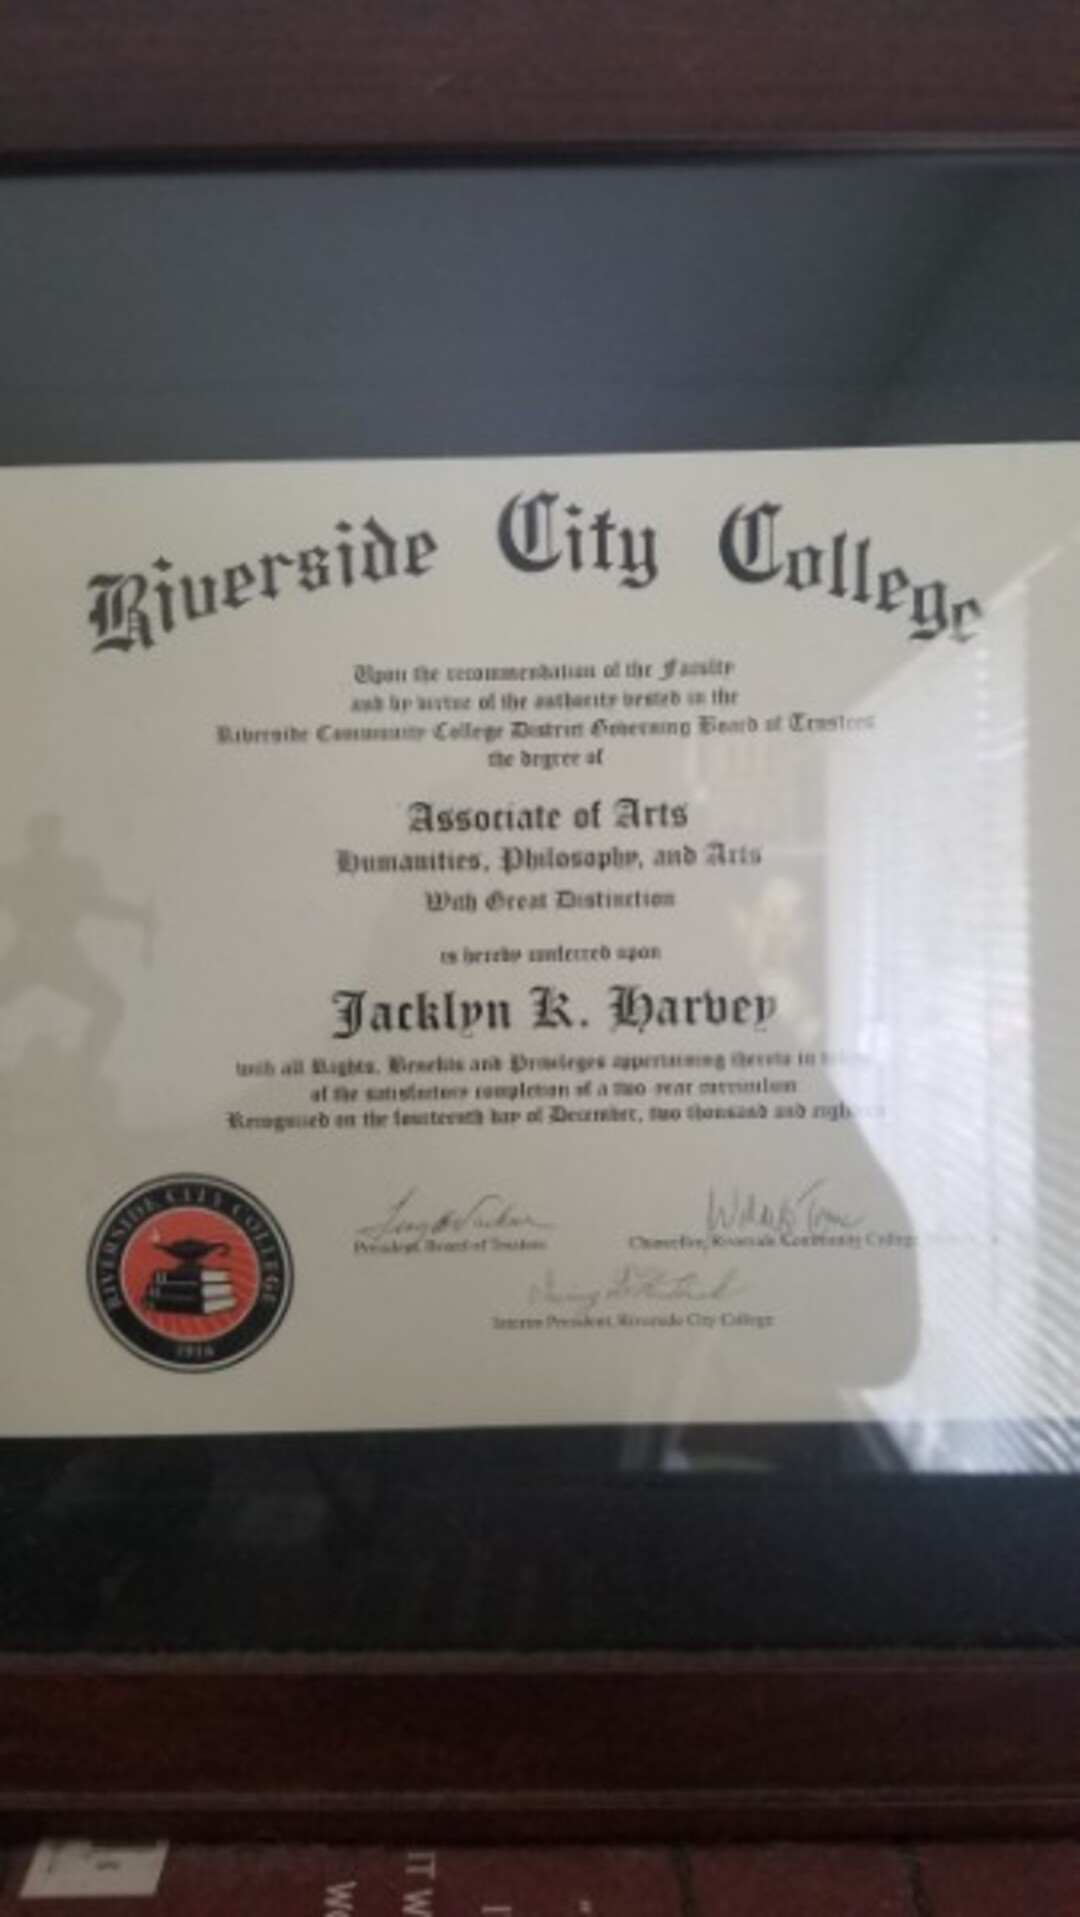 Riverside City College
Upon the recommendation of the Faculty
and by virtue of the authority vested in the
Riverside Community College District Governing Board of Trustees
the degree of
Associate of Arts
Humanities, Philosophy, and Arts
With Great Distinction
is hereby conferred upon
Jacklyn K. Harvey
with all Rights, Benefits and Privileges appertaining thereto in
of the satisfactory completion of a two year curriculum
Recognized on the fourteenth day of December, two thousand and
RIVERSIDE CITY COLLEGE
1916
President, Board of Trustees
Chancellor, Riverside Community College
Interim President, Riverside City College
IT W